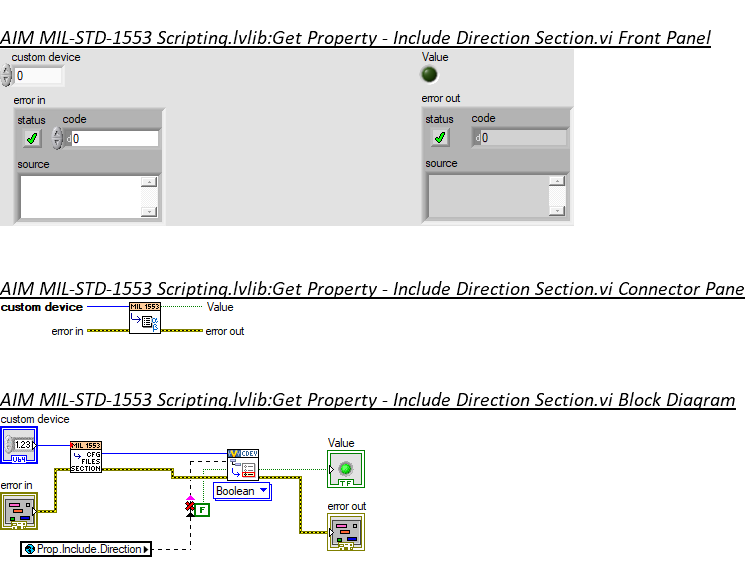 AIM MIL-STD-1553 Scripting.lvlib:Get Property - Include Direction Section.vi Front Panel
custom device
Value
0
error in
error out
status code
status code
0
0
source
source
AIM MIL-STD-1553 Scripting.lvlib:Get Property - Include Direction Section.vi Connector Pane
custom device
MIL 1553
Value
error in
error out
AIM MIL-STD-1553 Scripting.lvlib:Get Property - Include Direction Section.vi Block Diagram
custom device
1.23
U64
MIL 1553
CFG
FILES
SECTION
CDEV
Value
TF
error in
Boolean
F
error out
Prop.Include.Direction